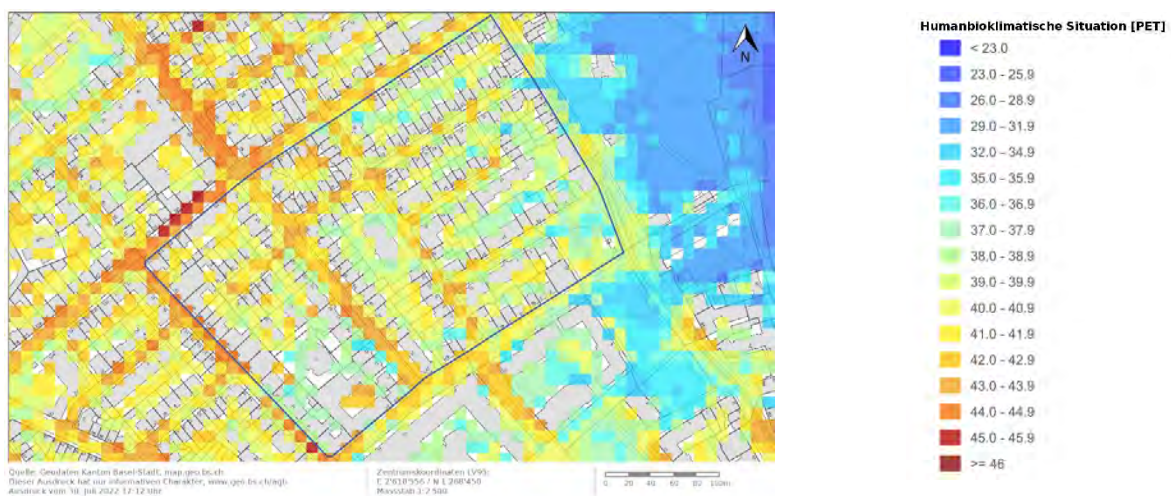 Humanbioklimatische Situation [PET]
N
< 23.0
23.0 - 25.9
26.0 - 28.9
29.0 - 31.9
32.0 - 34.9
35.0 - 35.9
36.0 - 36.9
37.0 - 37.9
38.0 - 38.9
39.0 - 39.9
40.0 - 40.9
41.0 - 41.9
42.0 - 42.9
43.0 - 43.9
44.0 - 44.9
45.0 - 45.9
>= 46
Quelle: Geodaten Kanton Basel-Stadt, map.geo.bs.ch
Dieser Ausdruck hat nur informativen Charakter, www.geo.bs.ch/agb
Ausdruck vom 30. Juli 2022 17:12 Uhr
Zentrumskoordinaten LV95:
E 2'610'550 / N 1'268'450
Massstab 1:2'500
0 20 40 60 80 100m